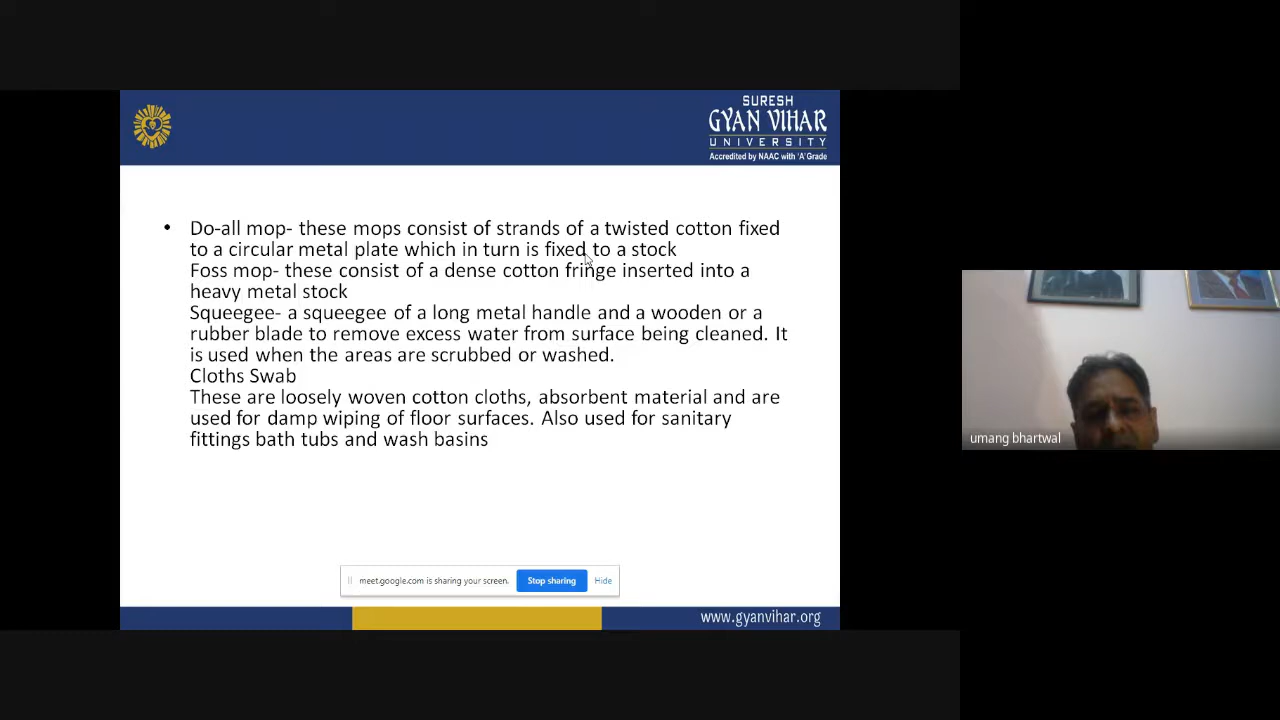 SURESH
GYAN VIHAR
UNIVERSITY
Accredited by NAAC with 'A' Grade
• Do-all mop- these mops consist of strands of a twisted cotton fixed
to a circular metal plate which in turn is fixed to a stock
Foss mop- these consist of a dense cotton fringe inserted into a
heavy metal stock
Squeegee- a squeegee of a long metal handle and a wooden or a
rubber blade to remove excess water from surface being cleaned. It
is used when the areas are scrubbed or washed.
Cloths Swab
These are loosely woven cotton cloths, absorbent material and are
used for damp wiping of floor surfaces. Also used for sanitary
fittings bath tubs and wash basins
umang bhartwal
meet.google.com is sharing your screen. Stop sharing Hide
www.gyanvihar.org